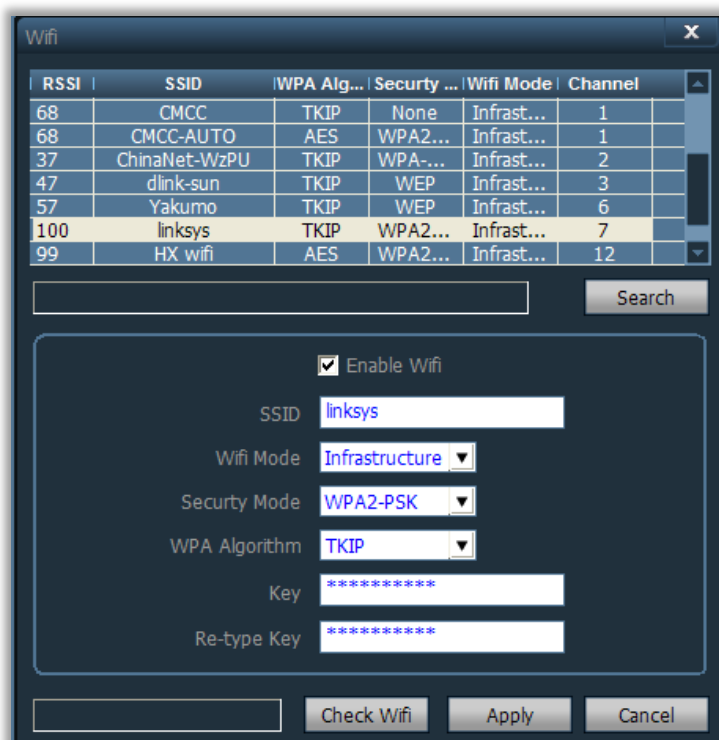 Wifi x
RSSI SSID WPA Alg... Securty ... Wifi Mode Channel
68 CMCC TKIP None Infrast... 1
68 CMCC-AUTO AES WPA2... Infrast... 1
37 ChinaNet-WzPU TKIP WPA-... Infrast... 2
47 dlink-sun TKIP WEP Infrast... 3
57 Yakumo TKIP WEP Infrast... 6
100 linksys TKIP WPA2... Infrast... 7
99 HX wifi AES WPA2... Infrast... 12
Search
Enable Wifi
SSID linksys
Wifi Mode Infrastructure
Securty Mode WPA2-PSK
WPA Algorithm TKIP
Key **********
Re-type Key **********
Check Wifi Apply Cancel